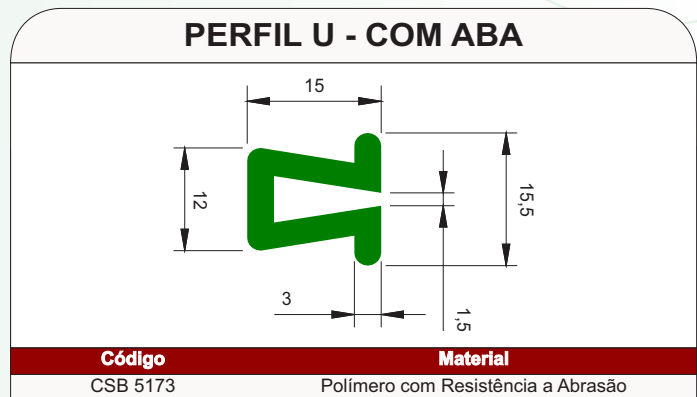 PERFIL U - COM ABA
15
12
15,5
3
1,5
Código Material
CSB 5173 Polímero com Resistência a Abrasão